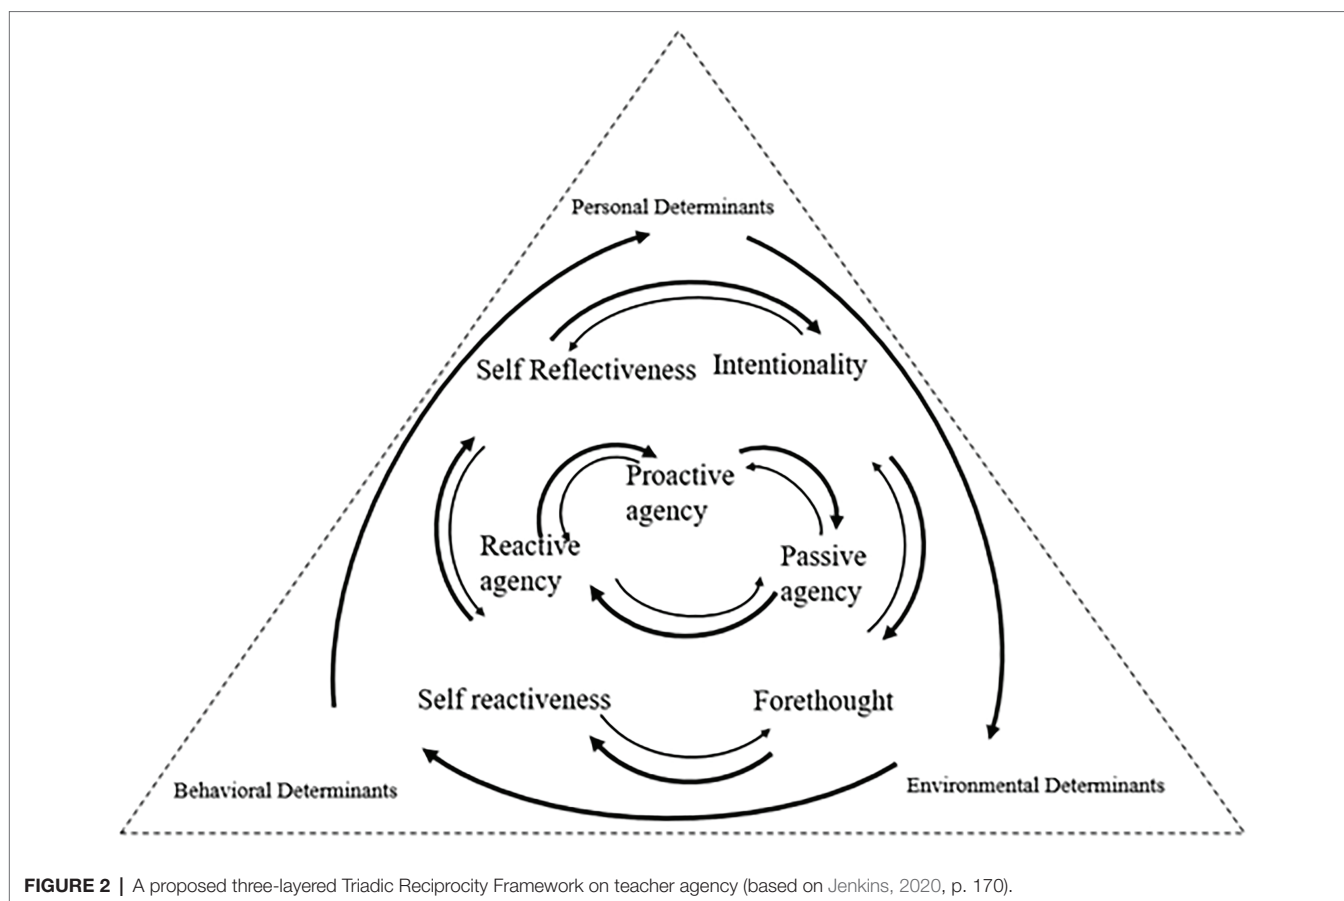 Personal Determinants
Self Reflectiveness Intentionality
Proactive
agency
Reactive
agency
Passive
agency
Self reactiveness Forethought
Behavioral Determinants Environmental Determinants
FIGURE 2 | A proposed three-layered Triadic Reciprocity Framework on teacher agency (based on Jenkins, 2020, p. 170).